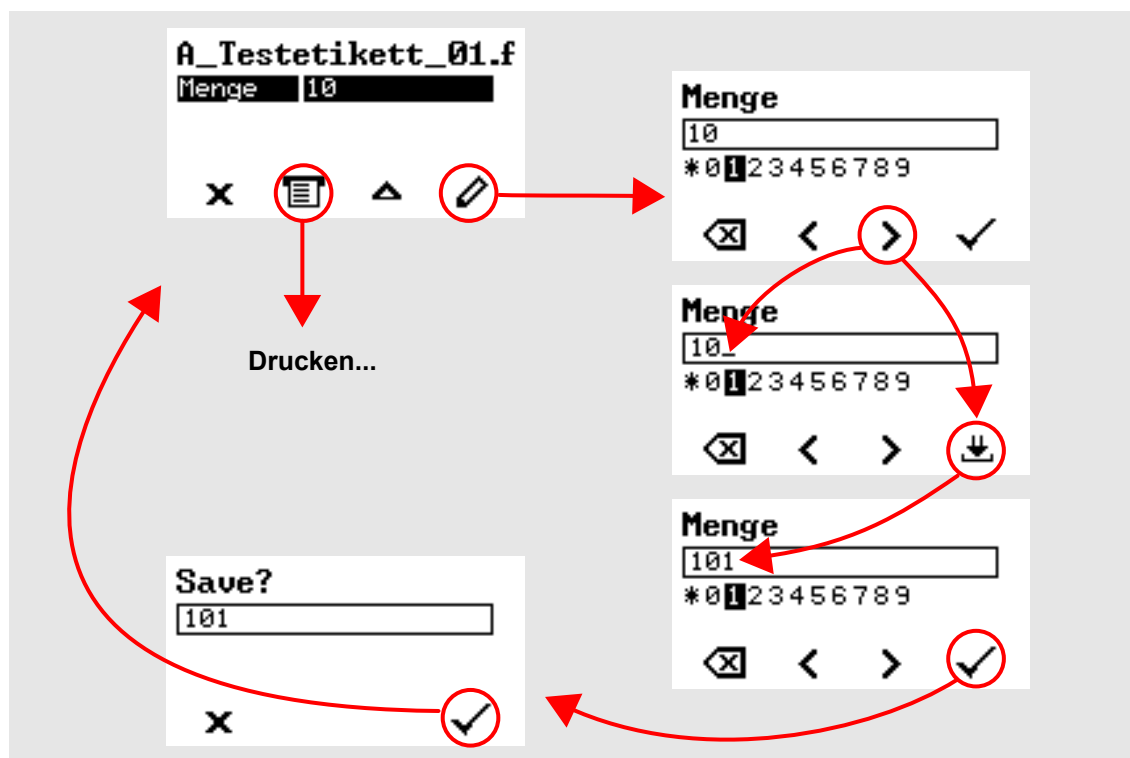 A_Testetikett_01.f
Menge 10
Drucken...
Menge
10
*0123456789
Menge
10_
*0123456789
Menge
101
*0123456789
Save?
101